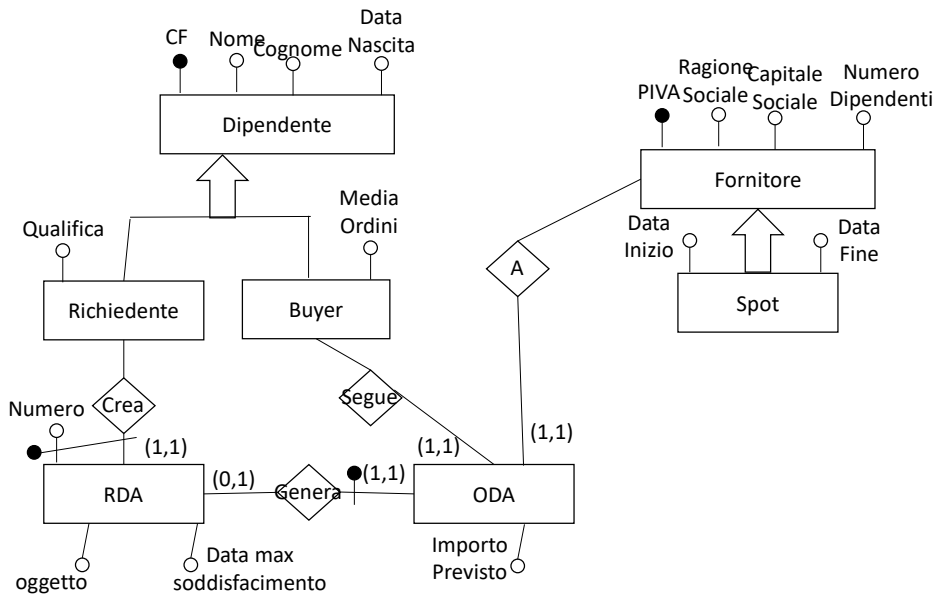 CF
Nome
Cognome
Data
Nascita
Dipendente
PIVA
Ragione
Sociale
Capitale
Sociale
Numero
Dipendenti
Fornitore
Qualifica
Media
Ordini
A
Data
Inizio
Data
Fine
Richiedente
Buyer
Spot
Numero
Crea
Segue
(1,1)
(1,1)
(1,1)
RDA
(0,1)
Genera
(1,1)
ODA
oggetto
Data max
soddisfacimento
Importo
Previsto